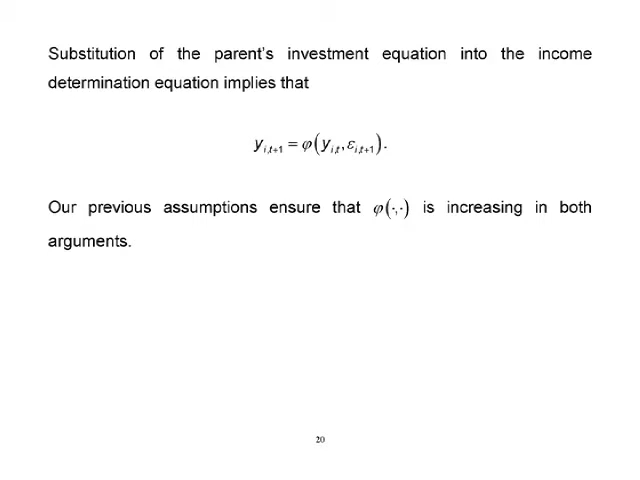 Substitution of the parent's investment equation into the income
determination equation implies that
y_{i,t+1} = φ(y_{i,t}, ε_{i,t+1}).
Our previous assumptions ensure that φ(·,·) is increasing in both
arguments.
20